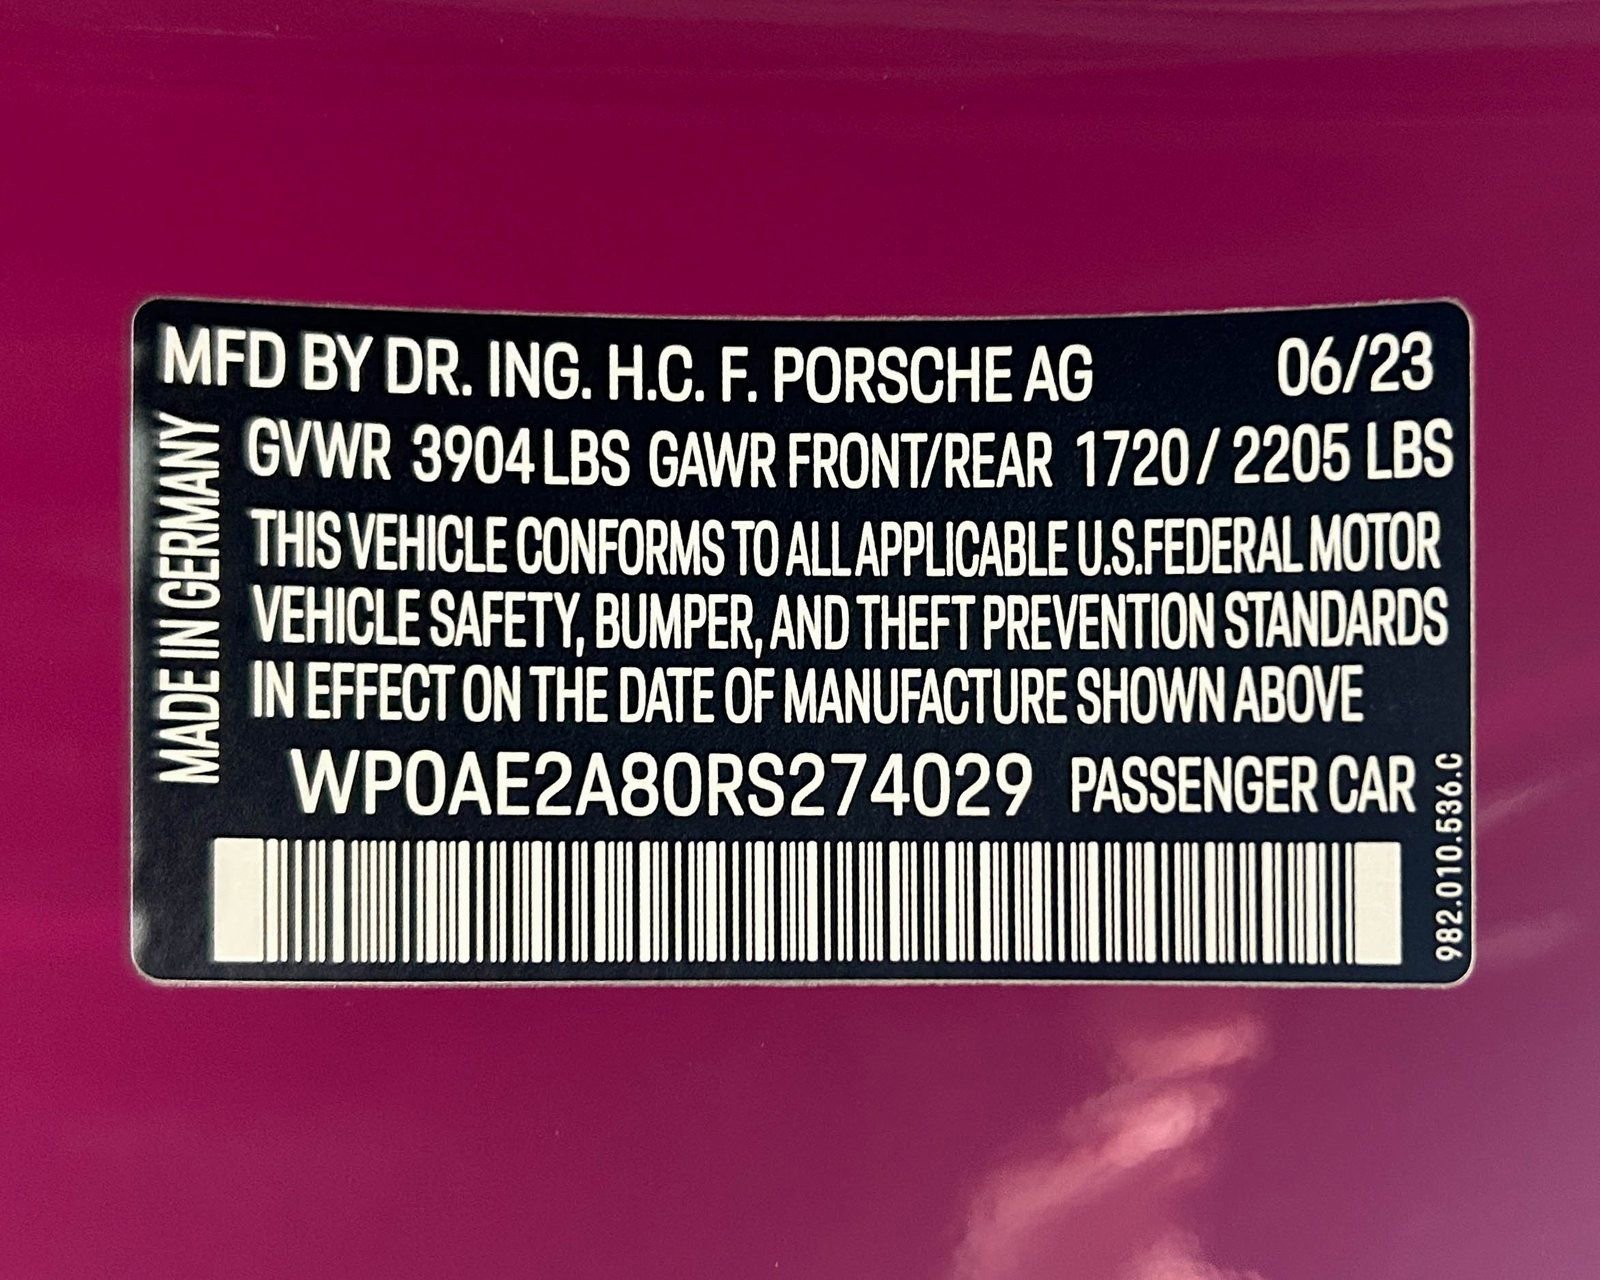 MFD BY DR. ING. H.C. F. PORSCHE AG 06/23
MADE IN GERMANY
GVWR 3904 LBS GAWR FRONT/REAR 1720 / 2205 LBS
THIS VEHICLE CONFORMS TO ALL APPLICABLE U.S.FEDERAL MOTOR
VEHICLE SAFETY, BUMPER, AND THEFT PREVENTION STANDARDS
IN EFFECT ON THE DATE OF MANUFACTURE SHOWN ABOVE
WP0AE2A80RS274029 PASSENGER CAR
982.010.536.C